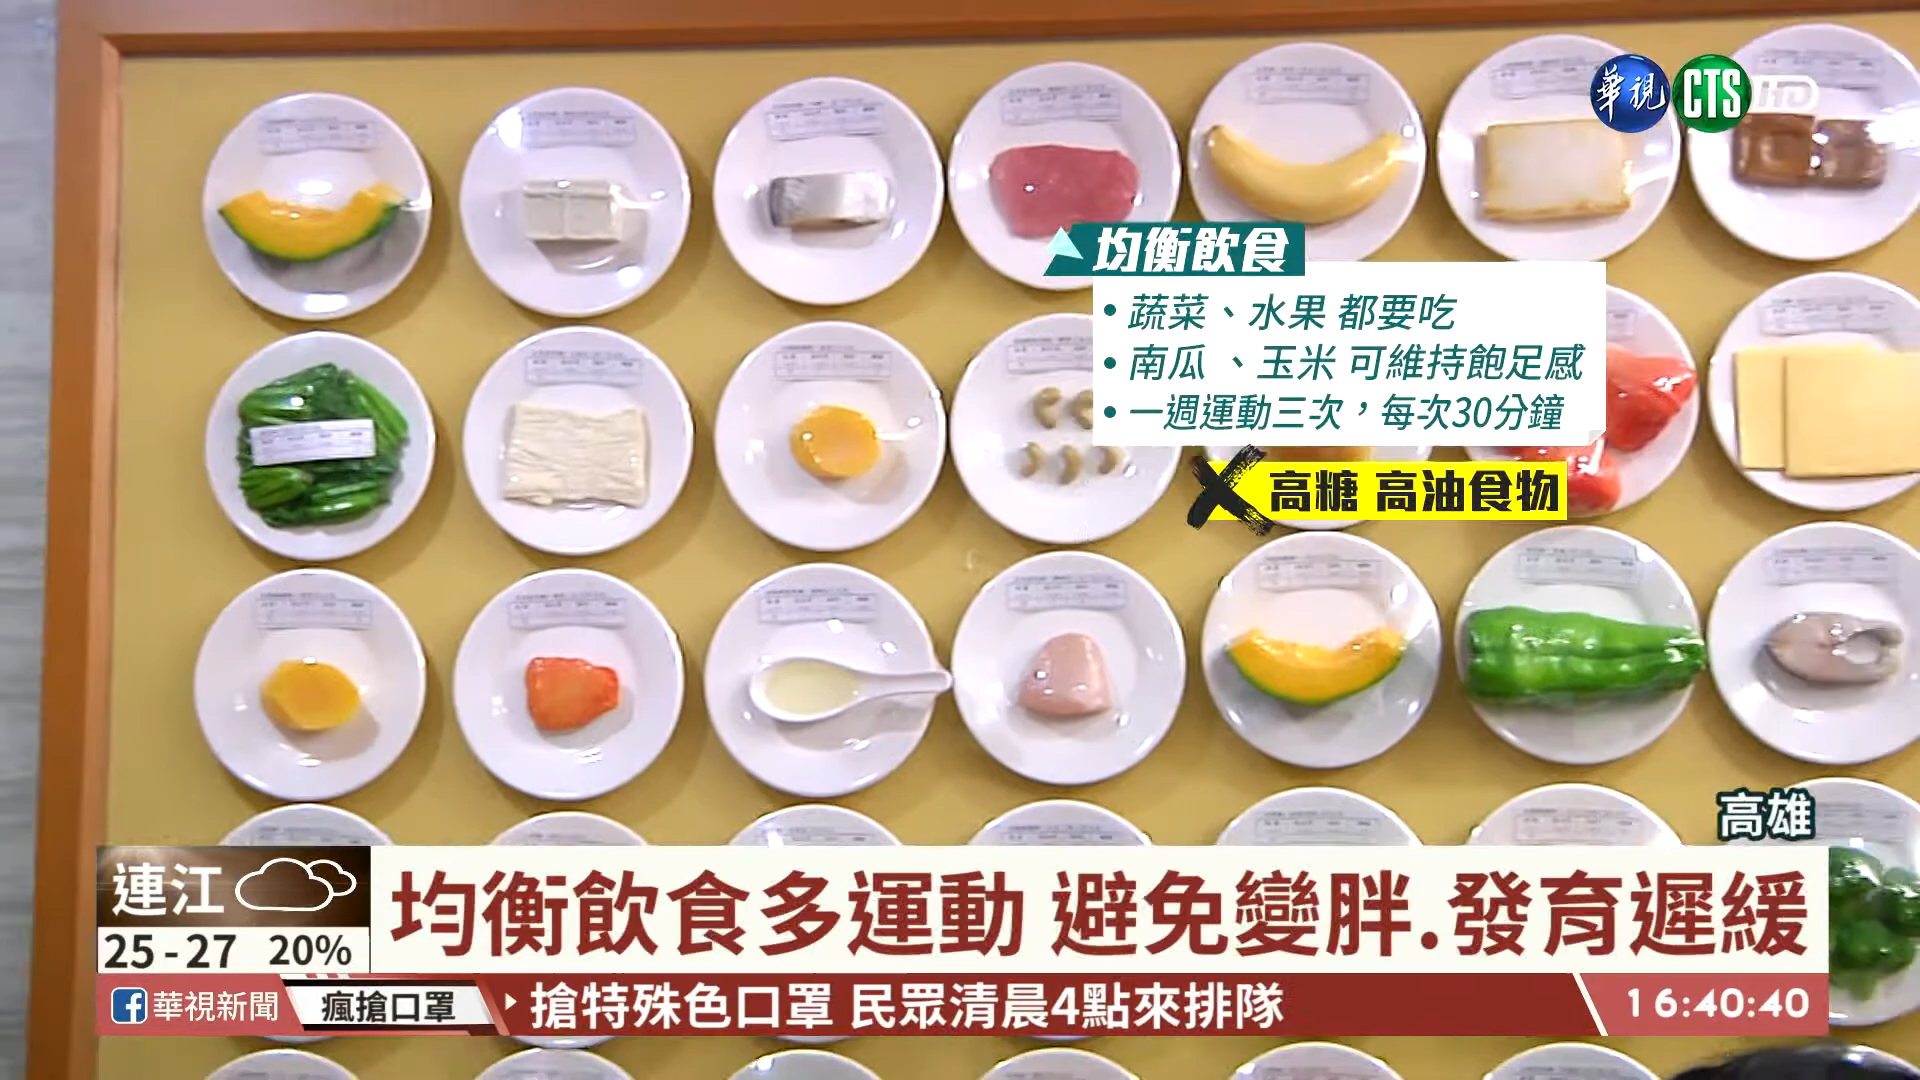 華視 CTS HD
均衡飲食
• 蔬菜、水果 都要吃
• 南瓜 、玉米 可維持飽足感
• 一週運動三次，每次30分鐘
高糖 高油食物
高雄
連江
25-27 20%
均衡飲食多運動 避免變胖.發育遲緩
華視新聞
瘋搶口罩
搶特殊色口罩 民眾清晨4點來排隊
16:40:40